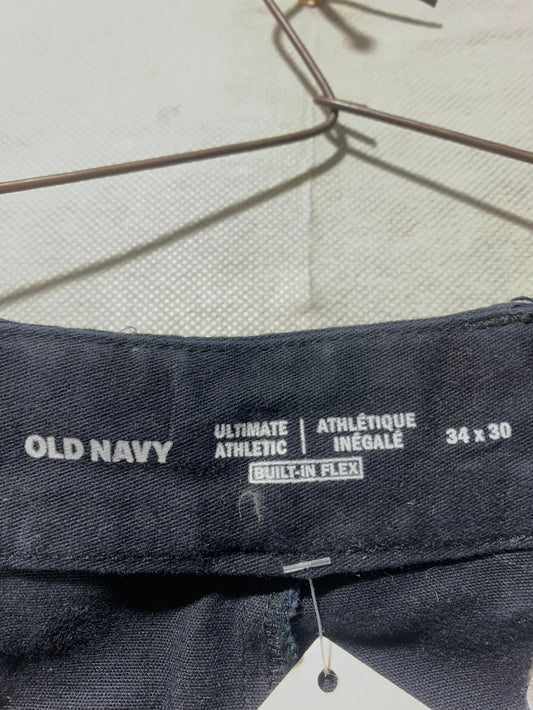 OLD NAVY
ULTIMATE
ATHLETIC
ATHLÉTIQUE
INÉGALÉ
BUILT-IN FLEX
34 x 30